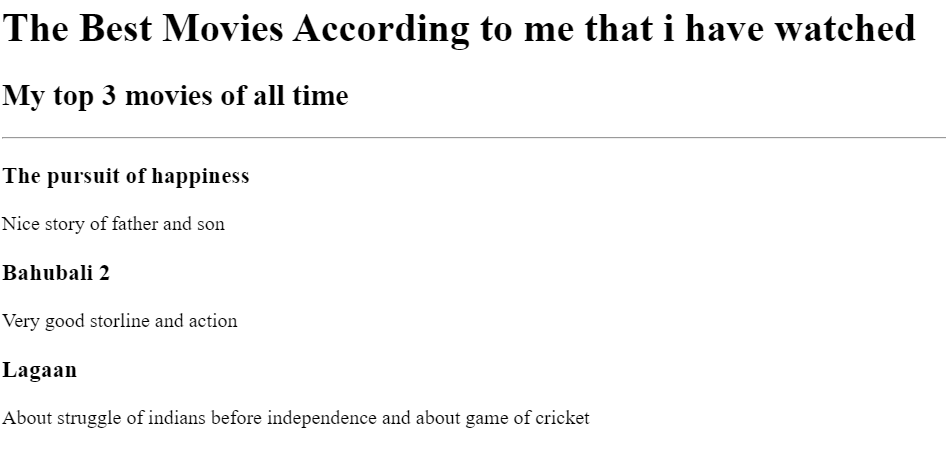 The Best Movies According to me that i have watched
My top 3 movies of all time
The pursuit of happiness
Nice story of father and son
Bahubali 2
Very good storline and action
Lagaan
About struggle of indians before independence and about game of cricket